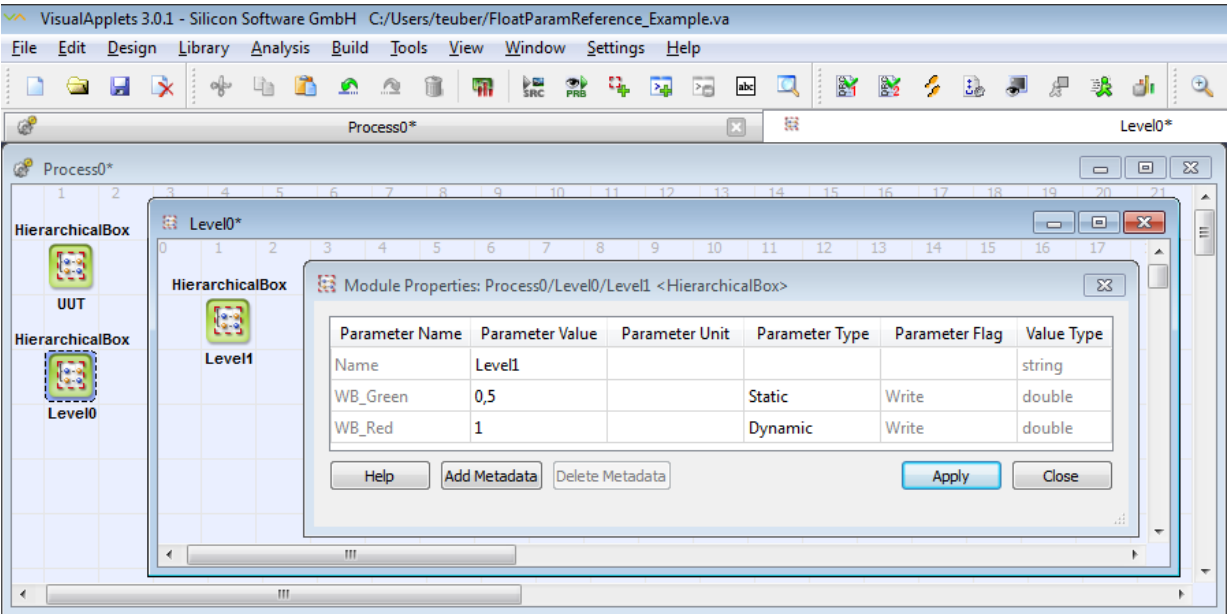 VisualApplets 3.0.1 - Silicon Software GmbH C:/Users/teuber/FloatParamReference_Example.va
File Edit Design Library Analysis Build Tools View Window Settings Help
SRC PRB abc
Process0* Level0*
Process0*
1 2 3 4 5 6 7 8 9 10 11 12 13 14 15 16 17 18 19 20 21
HierarchicalBox
UUT
HierarchicalBox
Level0
Level0*
0 1 2 3 4 5 6 7 8 9 10 11 12 13 14 15 16 17
HierarchicalBox
Level1
Module Properties: Process0/Level0/Level1 <HierarchicalBox>
Parameter Name Parameter Value Parameter Unit Parameter Type Parameter Flag Value Type
Name Level1 string
WB_Green 0,5 Static Write double
WB_Red 1 Dynamic Write double
Help Add Metadata Delete Metadata Apply Close